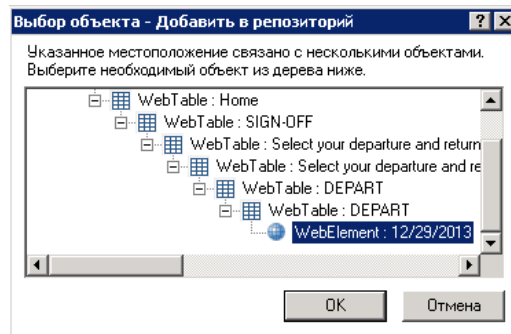 Выбор объекта - Добавить в репозиторий
Указанное местоположение связано с несколькими объектами.
Выберите необходимый объект из дерева ниже.
WebTable : Home
WebTable : SIGN-OFF
WebTable : Select your departure and return
WebTable : Select your departure and re
WebTable : DEPART
WebTable : DEPART
WebElement : 12/29/2013
OK
Отмена